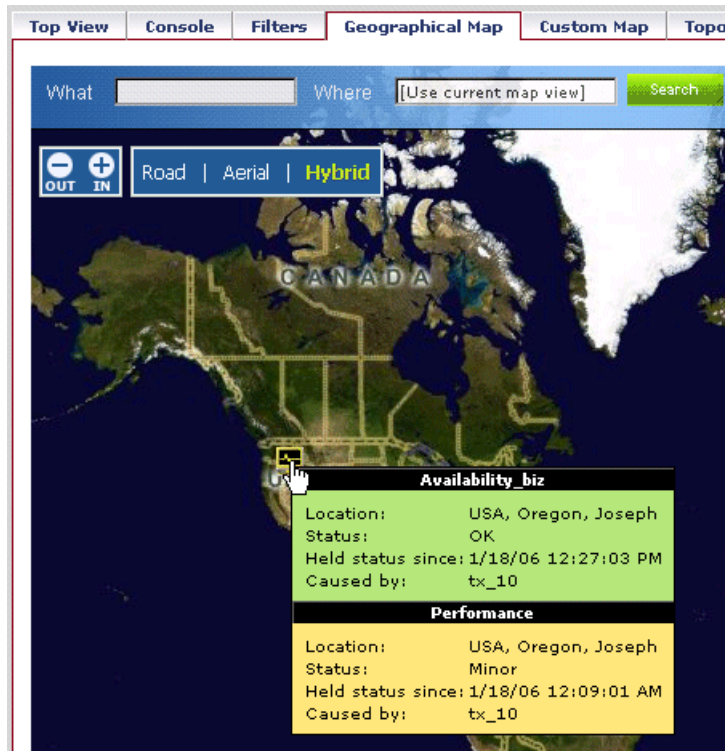 Top View Console Filters Geographical Map Custom Map Topo
What Where [Use current map view] Search
OUT IN Road | Aerial | Hybrid
CANADA
U
Availability_biz
Location: USA, Oregon, Joseph
Status: OK
Held status since: 1/18/06 12:27:03 PM
Caused by: tx_10
Performance
Location: USA, Oregon, Joseph
Status: Minor
Held status since: 1/18/06 12:09:01 AM
Caused by: tx_10